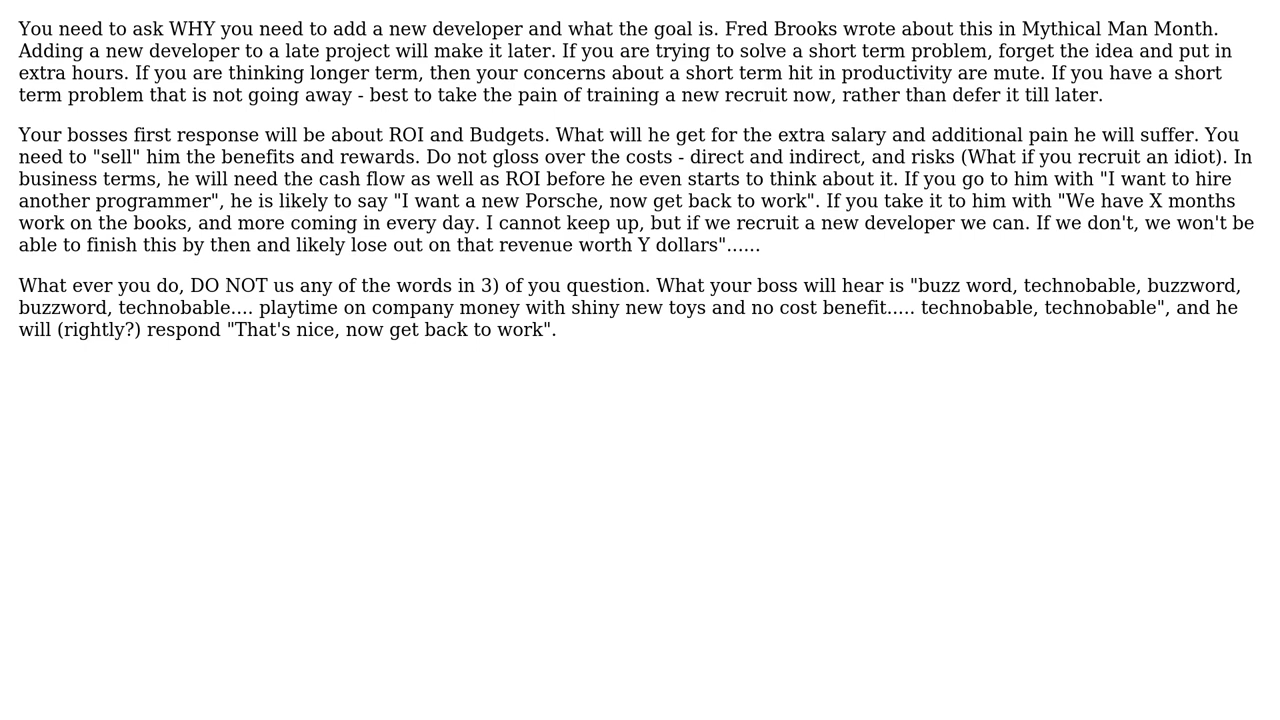 You need to ask WHY you need to add a new developer and what the goal is. Fred Brooks wrote about this in Mythical Man Month.
Adding a new developer to a late project will make it later. If you are trying to solve a short term problem, forget the idea and put in
extra hours. If you are thinking longer term, then your concerns about a short term hit in productivity are mute. If you have a short
term problem that is not going away - best to take the pain of training a new recruit now, rather than defer it till later.
Your bosses first response will be about ROI and Budgets. What will he get for the extra salary and additional pain he will suffer. You
need to "sell" him the benefits and rewards. Do not gloss over the costs - direct and indirect, and risks (What if you recruit an idiot). In
business terms, he will need the cash flow as well as ROI before he even starts to think about it. If you go to him with "I want to hire
another programmer", he is likely to say "I want a new Porsche, now get back to work". If you take it to him with "We have X months
work on the books, and more coming in every day. I cannot keep up, but if we recruit a new developer we can. If we don't, we won't be
able to finish this by then and likely lose out on that revenue worth Y dollars"......
What ever you do, DO NOT us any of the words in 3) of you question. What your boss will hear is "buzz word, technobable, buzzword,
buzzword, technobable.... playtime on company money with shiny new toys and no cost benefit..... technobable, technobable", and he
will (rightly?) respond "That's nice, now get back to work".